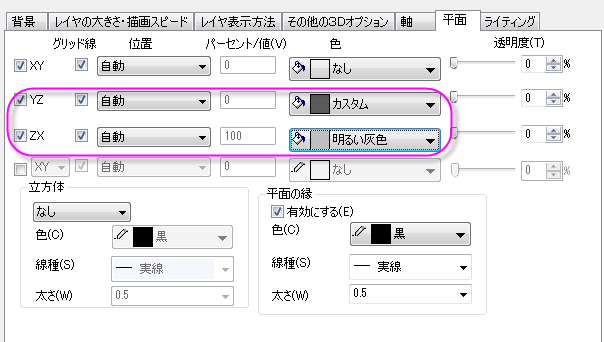 背景 レイヤの大きさ・描画スピード レイヤ表示方法 その他の3Dオプション 軸 平面 ライティング
グリッド線 位置 パーセント/値(V) 色 透明度(T)
XY 自動 0 なし 0 %
YZ 自動 0 カスタム 0 %
ZX 自動 100 明るい灰色 0 %
XY 自動 0 なし 0 %
立方体
なし
色(C) 黒
線種(S) 実線
太さ(W) 0.5
平面の縁
有効にする(E)
色(C) 黒
線種(S) 実線
太さ(W) 0.5